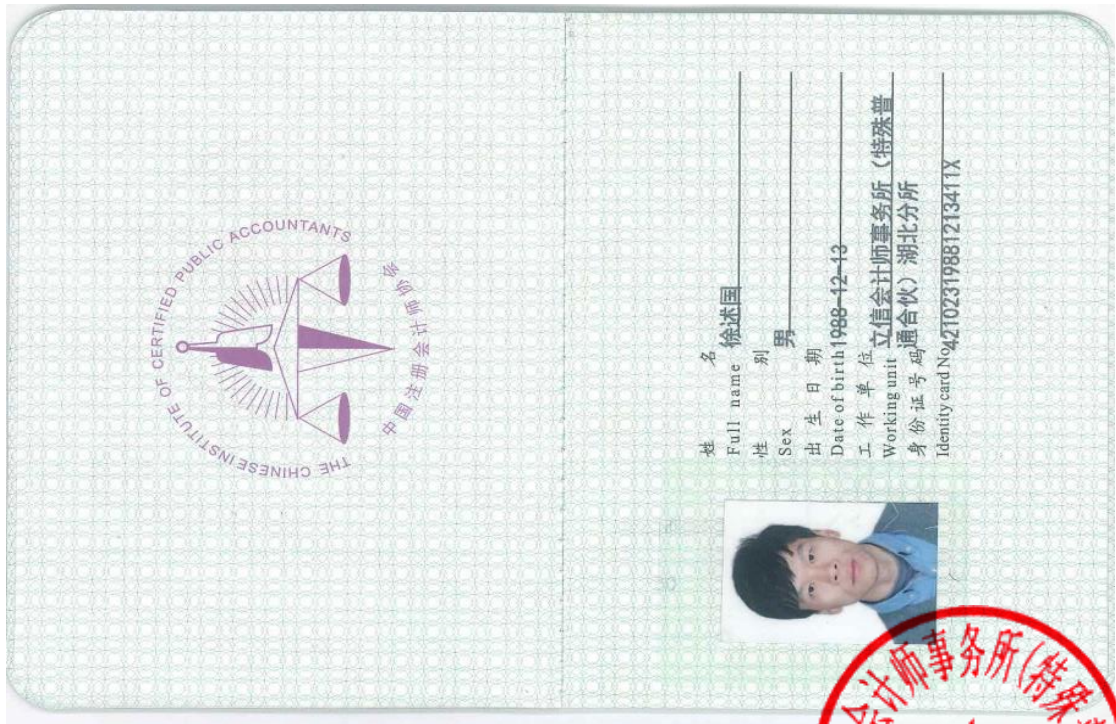 THE CHINESE INSTITUTE OF CERTIFIED PUBLIC ACCOUNTANTS
中国注册会计师协会
姓 名 徐述国
Full name
性 别
Sex 男
出 生 日 期
Date of birth 1988-12-13
工 作 单 位 立信会计师事务所（特殊普
Working unit 通合伙）湖北分所
身 份 证 号 码
Identity card No. 42102319881213411X
会计师事务所(特殊普